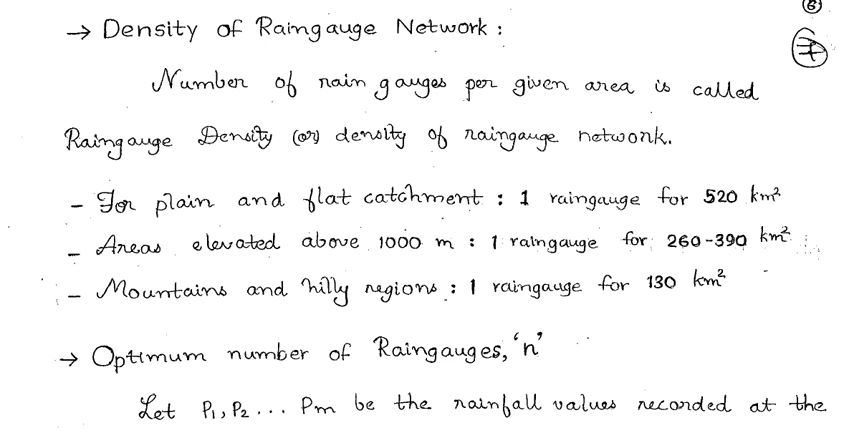 (8)
→ Density of Raingauge Network :
Number of rain gauges per given area is called
Raingauge Density (or) density of raingauge network.
- For plain and flat catchment : 1 raingauge for 520 km²
- Areas elevated above 1000 m : 1 raingauge for 260-390 km²
- Mountains and hilly regions : 1 raingauge for 130 km²
→ Optimum number of Raingauges, 'n'
Let P₁, P₂ ... Pm be the rainfall values recorded at the